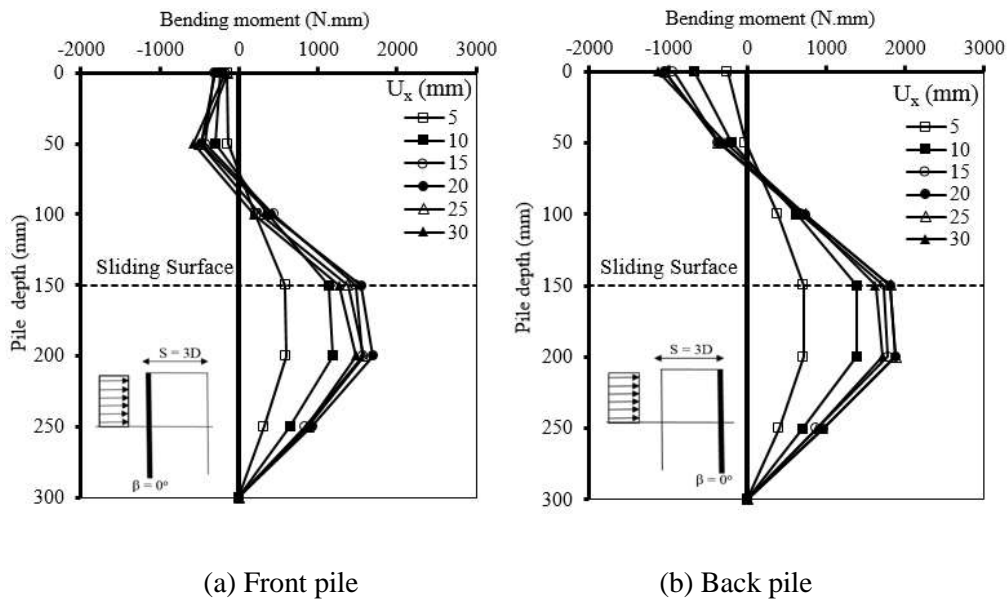 Bending moment (N.mm)
-2000 -1000 0 1000 2000 3000
0
50
100
150
200
250
300
Pile depth (mm)
Uₓ (mm)
5
10
15
20
25
30
Sliding Surface
S = 3D
β = 0°
(a) Front pile
Bending moment (N.mm)
-2000 -1000 0 1000 2000 3000
0
50
100
150
200
250
300
Pile depth (mm)
Uₓ (mm)
5
10
15
20
25
30
Sliding Surface
S = 3D
β = 0°
(b) Back pile